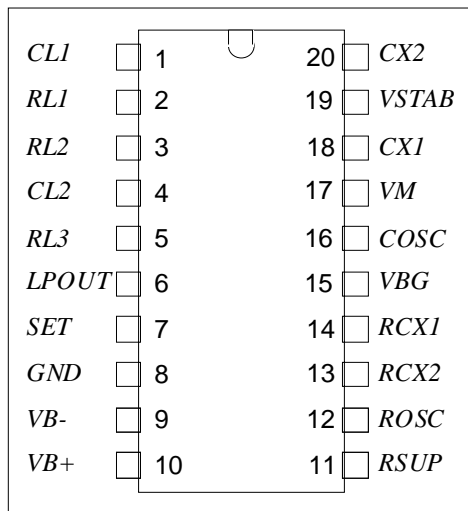 CL1 1 20 CX2
RL1 2 19 VSTAB
RL2 3 18 CX1
CL2 4 17 VM
RL3 5 16 COSC
LPOUT 6 15 VBG
SET 7 14 RCX1
GND 8 13 RCX2
VB- 9 12 ROSC
VB+ 10 11 RSUP